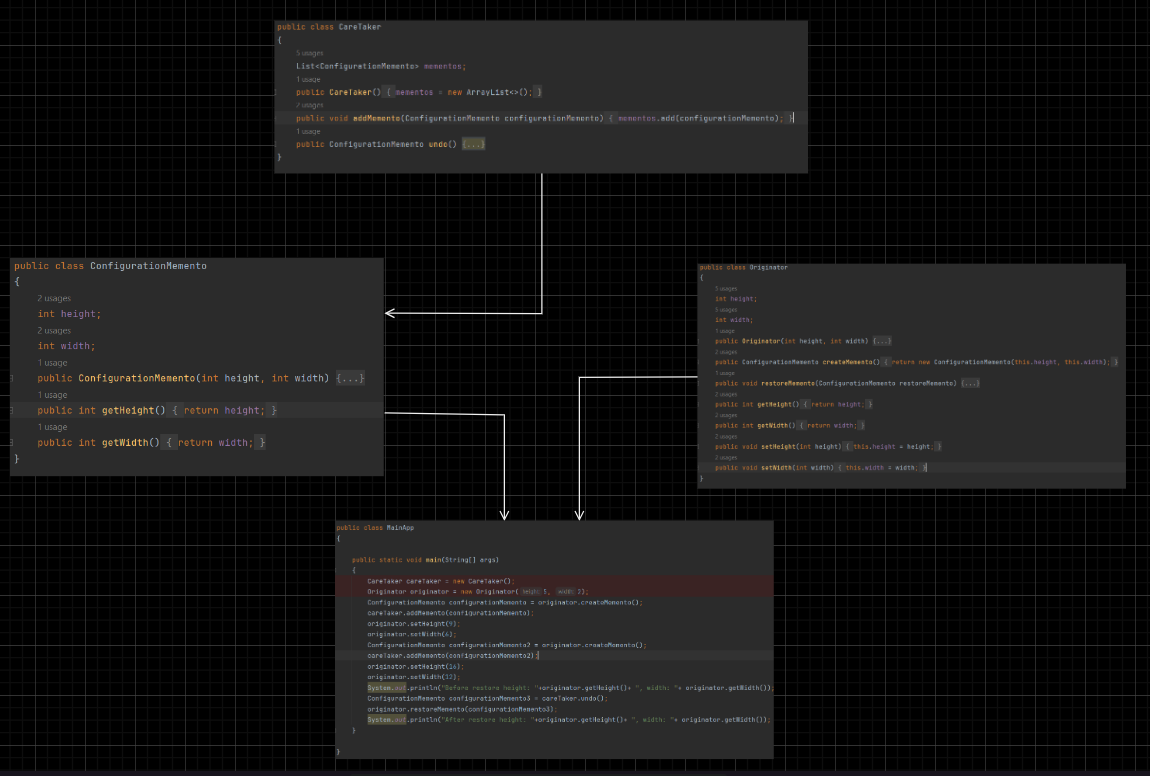 public class CareTaker
{
5 usages
List<ConfigurationMemento> mementos;
1 usage
public CareTaker() { mementos = new ArrayList<>(); }
2 usages
public void addMemento(ConfigurationMemento configurationMemento) { mementos.add(configurationMemento); }
1 usage
public ConfigurationMemento undo() {...}
}
public class ConfigurationMemento
{
2 usages
int height;
2 usages
int width;
1 usage
public ConfigurationMemento(int height, int width) {...}
1 usage
public int getHeight() { return height; }
1 usage
public int getWidth() { return width; }
}
public class Originator
{
5 usages
int height;
5 usages
int width;
1 usage
public Originator(int height, int width) {...}
2 usages
public ConfigurationMemento createMemento() { return new ConfigurationMemento(this.height, this.width); }
1 usage
public void restoreMemento(ConfigurationMemento restoreMemento) {...}
2 usages
public int getHeight() { return height; }
2 usages
public int getWidth() { return width; }
2 usages
public void setHeight(int height) { this.height = height; }
2 usages
public void setWidth(int width) { this.width = width; }
}
public class MainApp
{
public static void main(String[] args)
{
CareTaker careTaker = new CareTaker();
Originator originator = new Originator( height: 5, width: 2);
ConfigurationMemento configurationMemento = originator.createMemento();
careTaker.addMemento(configurationMemento);
originator.setHeight(9);
originator.setWidth(6);
ConfigurationMemento configurationMemento2 = originator.createMemento();
careTaker.addMemento(configurationMemento2);
originator.setHeight(16);
originator.setWidth(12);
System.out.println("Before restore height: "+originator.getHeight()+ ", width: "+ originator.getWidth());
ConfigurationMemento configurationMemento3 = careTaker.undo();
originator.restoreMemento(configurationMemento3);
System.out.println("After restore height: "+originator.getHeight()+ ", width: "+ originator.getWidth());
}
}